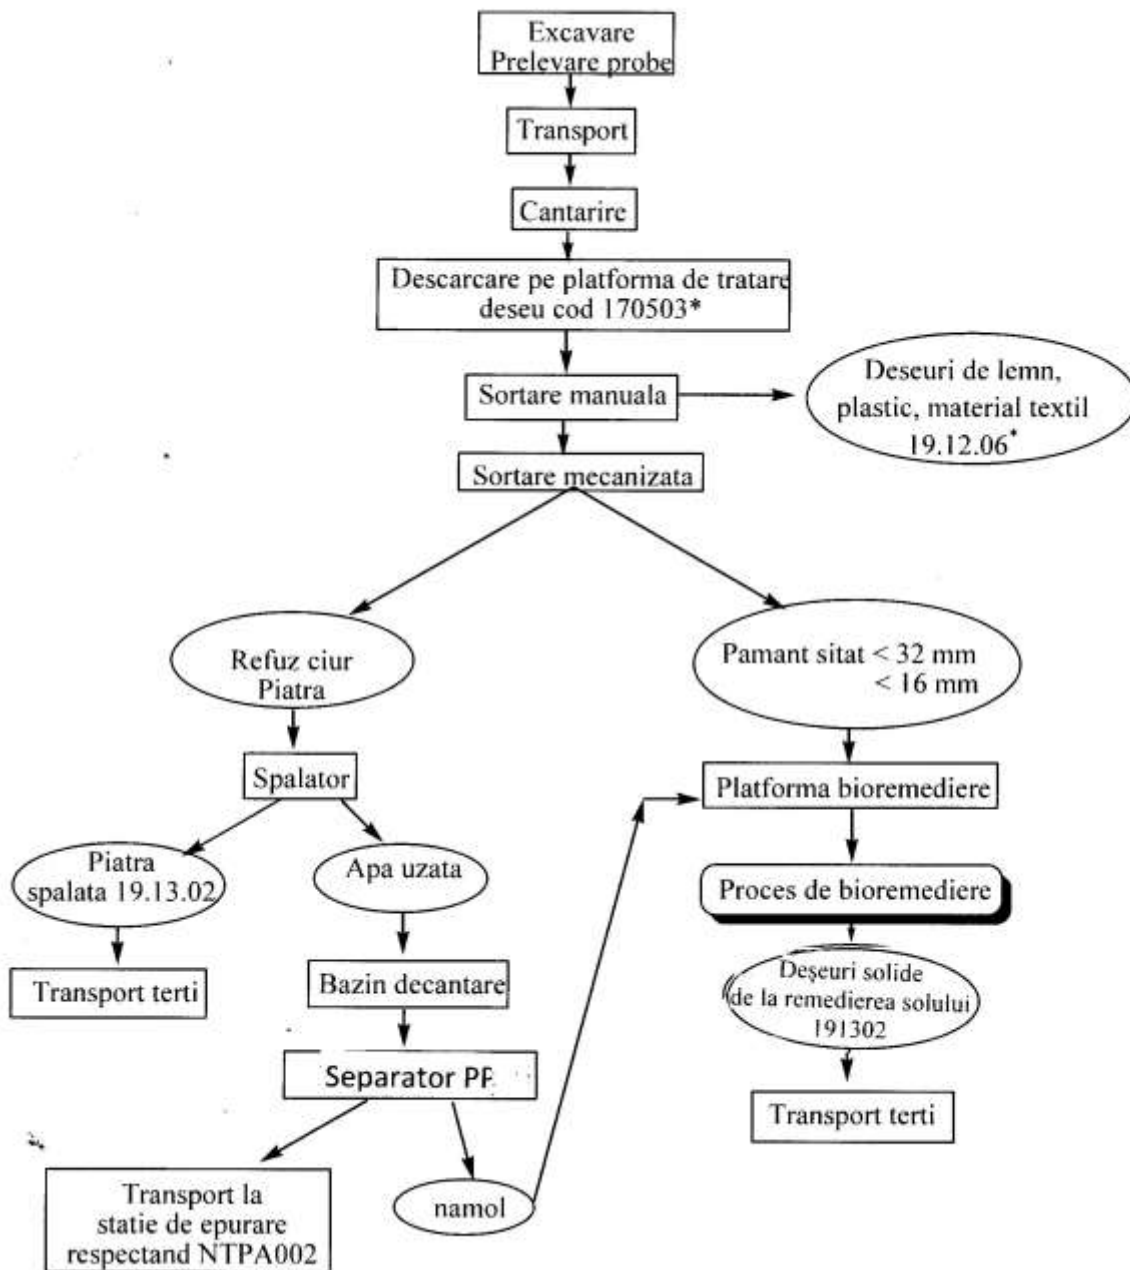 Excavare
Prelevare probe
Transport
Cantarire
Descarcare pe platforma de tratare
deseu cod 170503*
Sortare manuala
Deseuri de lemn,
plastic, material textil
19.12.06*
Sortare mecanizata
Refuz ciur
Piatra
Pamant sitat < 32 mm
< 16 mm
Spalator
Platforma bioremediere
Piatra
spalata 19.13.02
Apa uzata
Proces de bioremediere
Transport terti
Bazin decantare
Deșeuri solide
de la remedierea solului
191302
Separator PP
Transport terti
Transport la
statie de epurare
respectand NTPA002
namol